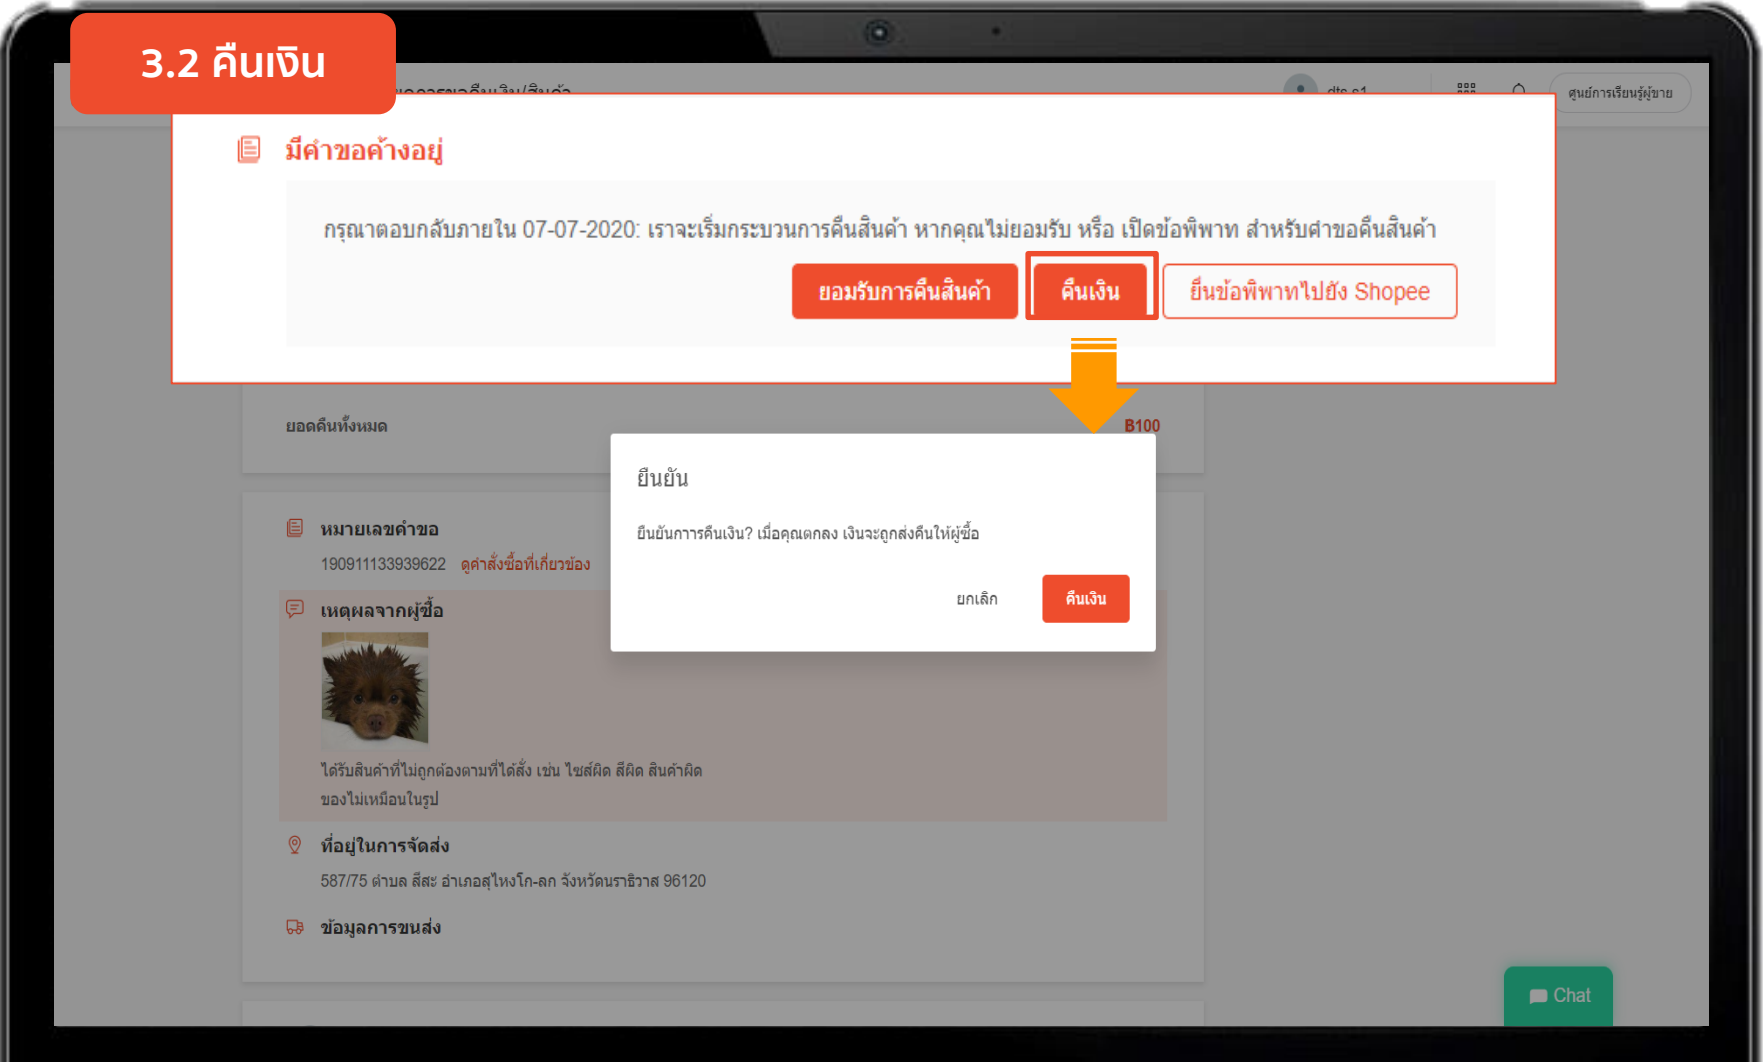 3.2 คืนเงิน
dts.s1
ศูนย์การเรียนรู้ผู้ขาย
มีคำขอค้างอยู่
กรุณาตอบกลับภายใน 07-07-2020: เราจะเริ่มกระบวนการคืนสินค้า หากคุณไม่ยอมรับ หรือ เปิดข้อพิพาท สำหรับคำขอคืนสินค้า
ยอมรับการคืนสินค้า
คืนเงิน
ยื่นข้อพิพาทไปยัง Shopee
ยอดคืนทั้งหมด
฿100
ยืนยัน
ยืนยันกาารคืนเงิน? เมื่อคุณตกลง เงินจะถูกส่งคืนให้ผู้ซื้อ
ยกเลิก
คืนเงิน
หมายเลขคำขอ
190911133939622 ดูคำสั่งซื้อที่เกี่ยวข้อง
เหตุผลจากผู้ซื้อ
ได้รับสินค้าที่ไม่ถูกต้องตามที่ได้สั่ง เช่น ไซส์ผิด สีผิด สินค้าผิด
ของไม่เหมือนในรูป
ที่อยู่ในการจัดส่ง
587/75 ตำบล สีสะ อำเภอสุไหงโก-ลก จังหวัดนราธิวาส 96120
ข้อมูลการขนส่ง
Chat